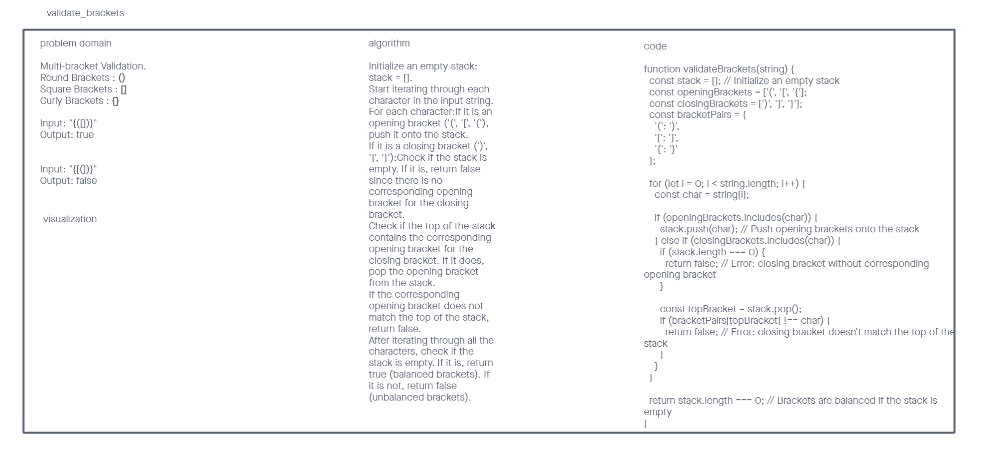 validate_brackets
problem domain
Multi-bracket Validation.
Round Brackets : ()
Square Brackets : []
Curly Brackets : {}
Input: "{([])}"
Output: true
Input: "{[(])}"
Output: false
visualization
algorithm
Initialize an empty stack:
stack = [].
Start iterating through each
character in the input string.
For each character:If it is an
opening bracket ('(', '[', '{'),
push it onto the stack.
If it is a closing bracket (')',
']', '}'):Check if the stack is
empty. If it is, return false
since there is no
corresponding opening
bracket for the closing
bracket.
Check if the top of the stack
contains the corresponding
opening bracket for the
closing bracket. If it does,
pop the opening bracket
from the stack.
If the corresponding
opening bracket does not
match the top of the stack,
return false.
After iterating through all the
characters, check if the
stack is empty. If it is, return
true (balanced brackets). If
it is not, return false
(unbalanced brackets).
code
function validateBrackets(string) {
const stack = []; // Initialize an empty stack
const openingBrackets = ['(', '[', '{'];
const closingBrackets = [')', ']', '}'];
const bracketPairs = {
'(': ')',
'[': ']',
'{': '}'
};
for (let i = 0; i < string.length; i++) {
const char = string[i];
if (openingBrackets.includes(char)) {
stack.push(char); // Push opening brackets onto the stack
} else if (closingBrackets.includes(char)) {
if (stack.length === 0) {
return false; // Error: closing bracket without corresponding
opening bracket
}
const topBracket = stack.pop();
if (bracketPairs[topBracket] !== char) {
return false; // Error: closing bracket doesn't match the top of the
stack
}
}
}
return stack.length === 0; // Brackets are balanced if the stack is
empty
}